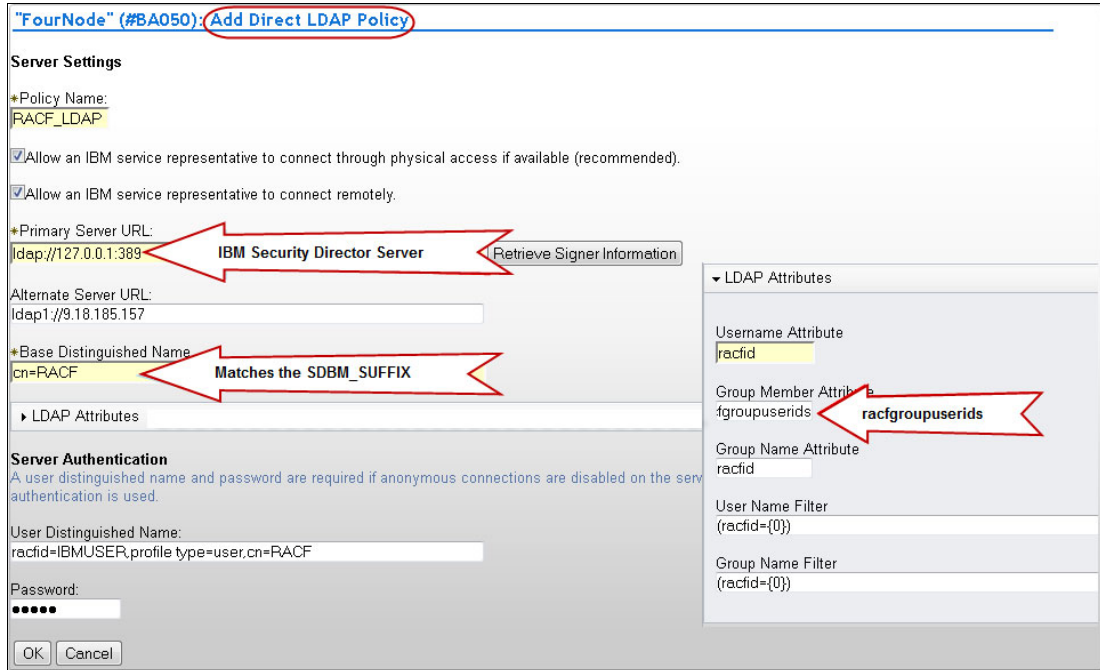 "FourNode" (#BA050): Add Direct LDAP Policy
Server Settings
*Policy Name:
RACF_LDAP
Allow an IBM service representative to connect through physical access if available (recommended).
Allow an IBM service representative to connect remotely.
*Primary Server URL:
ldap://127.0.0.1:389
IBM Security Director Server
Retrieve Signer Information
Alternate Server URL:
ldap1://9.18.185.157
*Base Distinguished Name
cn=RACF
Matches the SDBM_SUFFIX
LDAP Attributes
Server Authentication
A user distinguished name and password are required if anonymous connections are disabled on the serv
authentication is used.
User Distinguished Name:
racfid=IBMUSER,profile type=user,cn=RACF
Password:
●●●●●
OK
Cancel
LDAP Attributes
Username Attribute
racfid
Group Member Attribute
fgroupuserids
racfgroupuserids
Group Name Attribute
racfid
User Name Filter
(racfid={0})
Group Name Filter
(racfid={0})